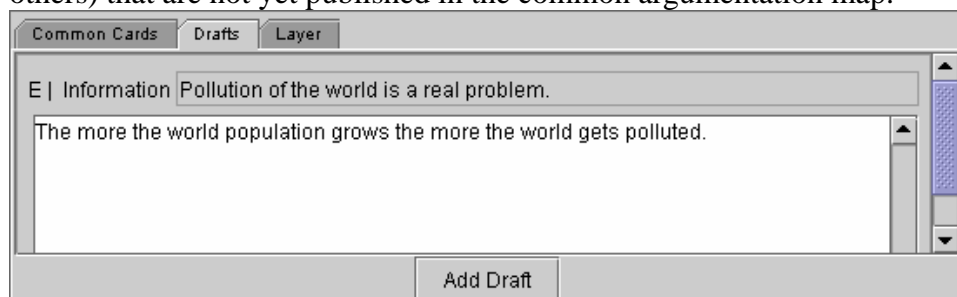 others) that are not yet published in the common argumentation map.
Common Cards Drafts Layer
E | Information Pollution of the world is a real problem.
The more the world population grows the more the world gets polluted.
Add Draft